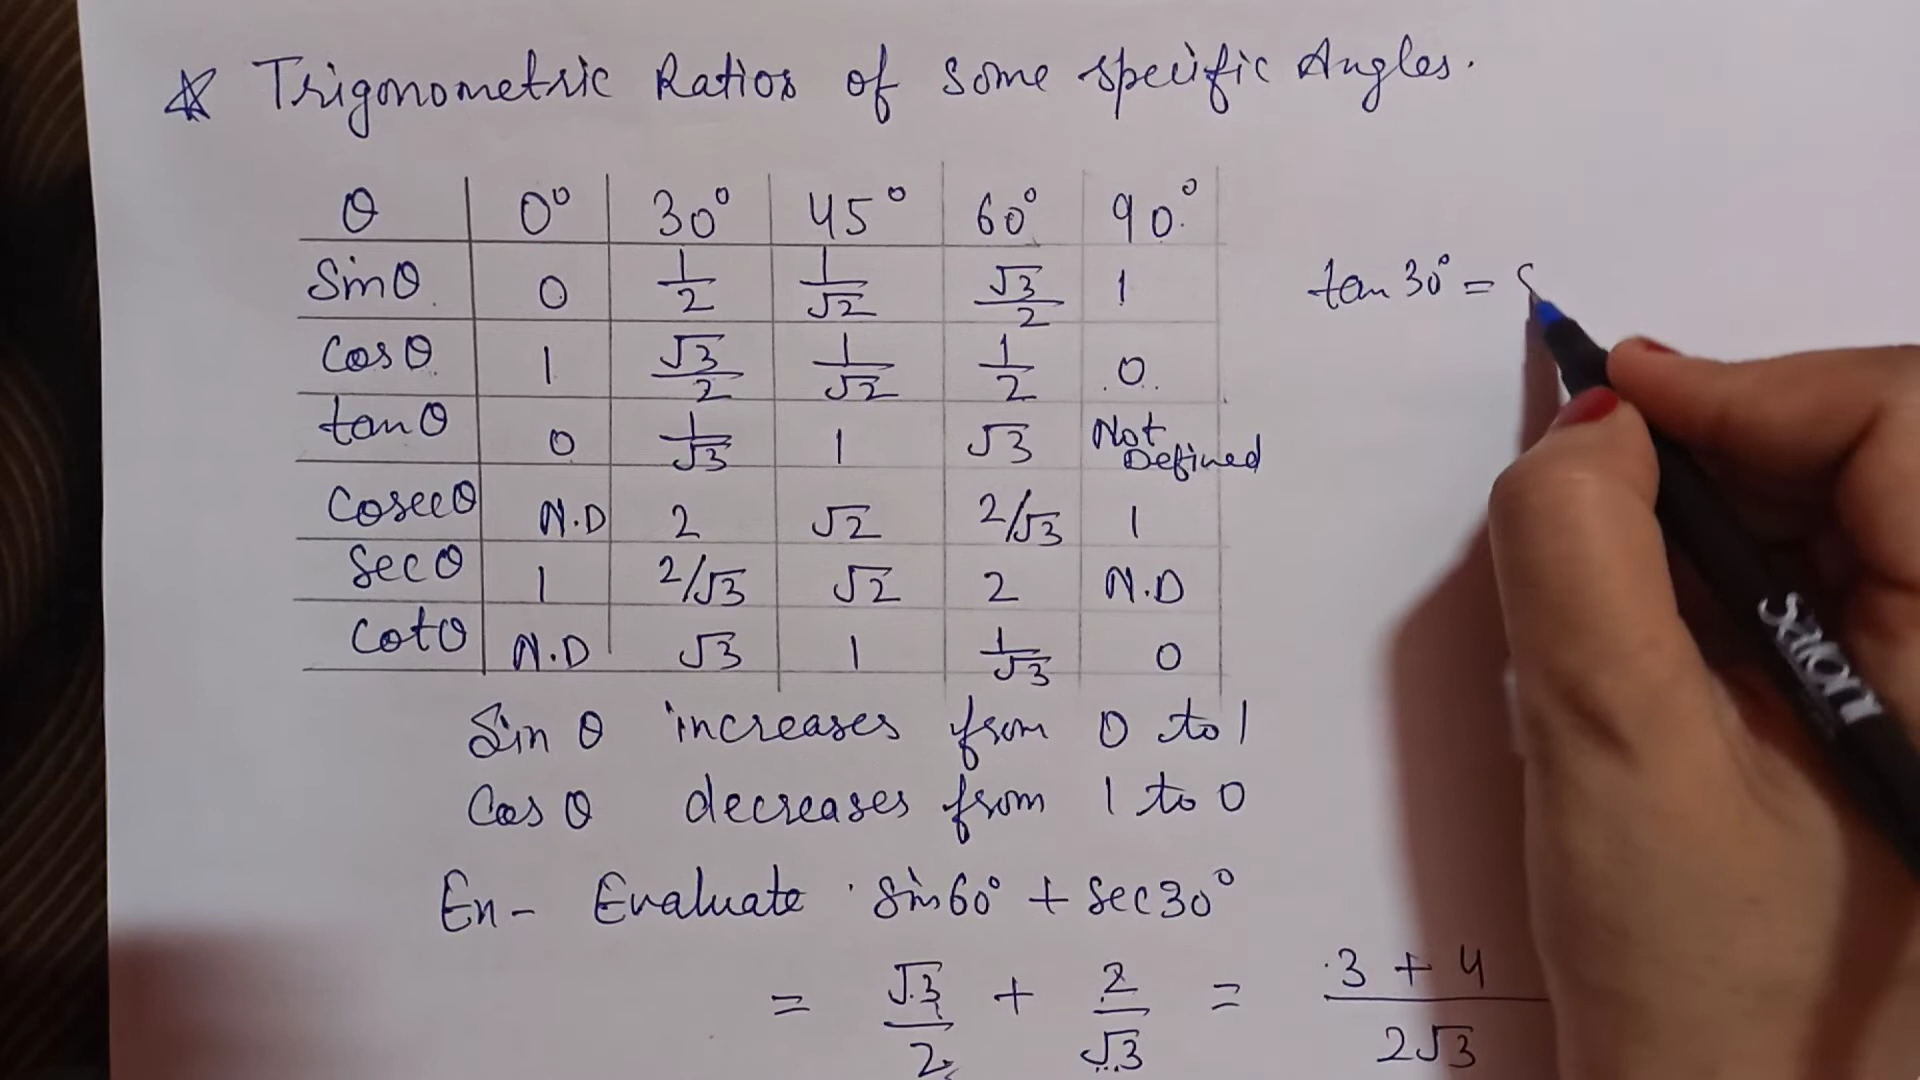 ☆ Trigonometric Ratios of some specific Angles.
θ 0° 30° 45° 60° 90°
Sinθ 0 1/2 1/√2 √3/2 1
Cosθ 1 √3/2 1/√2 1/2 0
tanθ 0 1/√3 1 √3 Not Defined
Cosecθ N.D 2 √2 2/√3 1
Secθ 1 2/√3 √2 2 N.D
Cotθ N.D √3 1 1/√3 0
tan 30° = S
Sin θ increases from 0 to 1
Cos θ decreases from 1 to 0
Ex- Evaluate Sin60° + Sec30°
= √3/2 + 2/√3 = 3 + 4/2√3